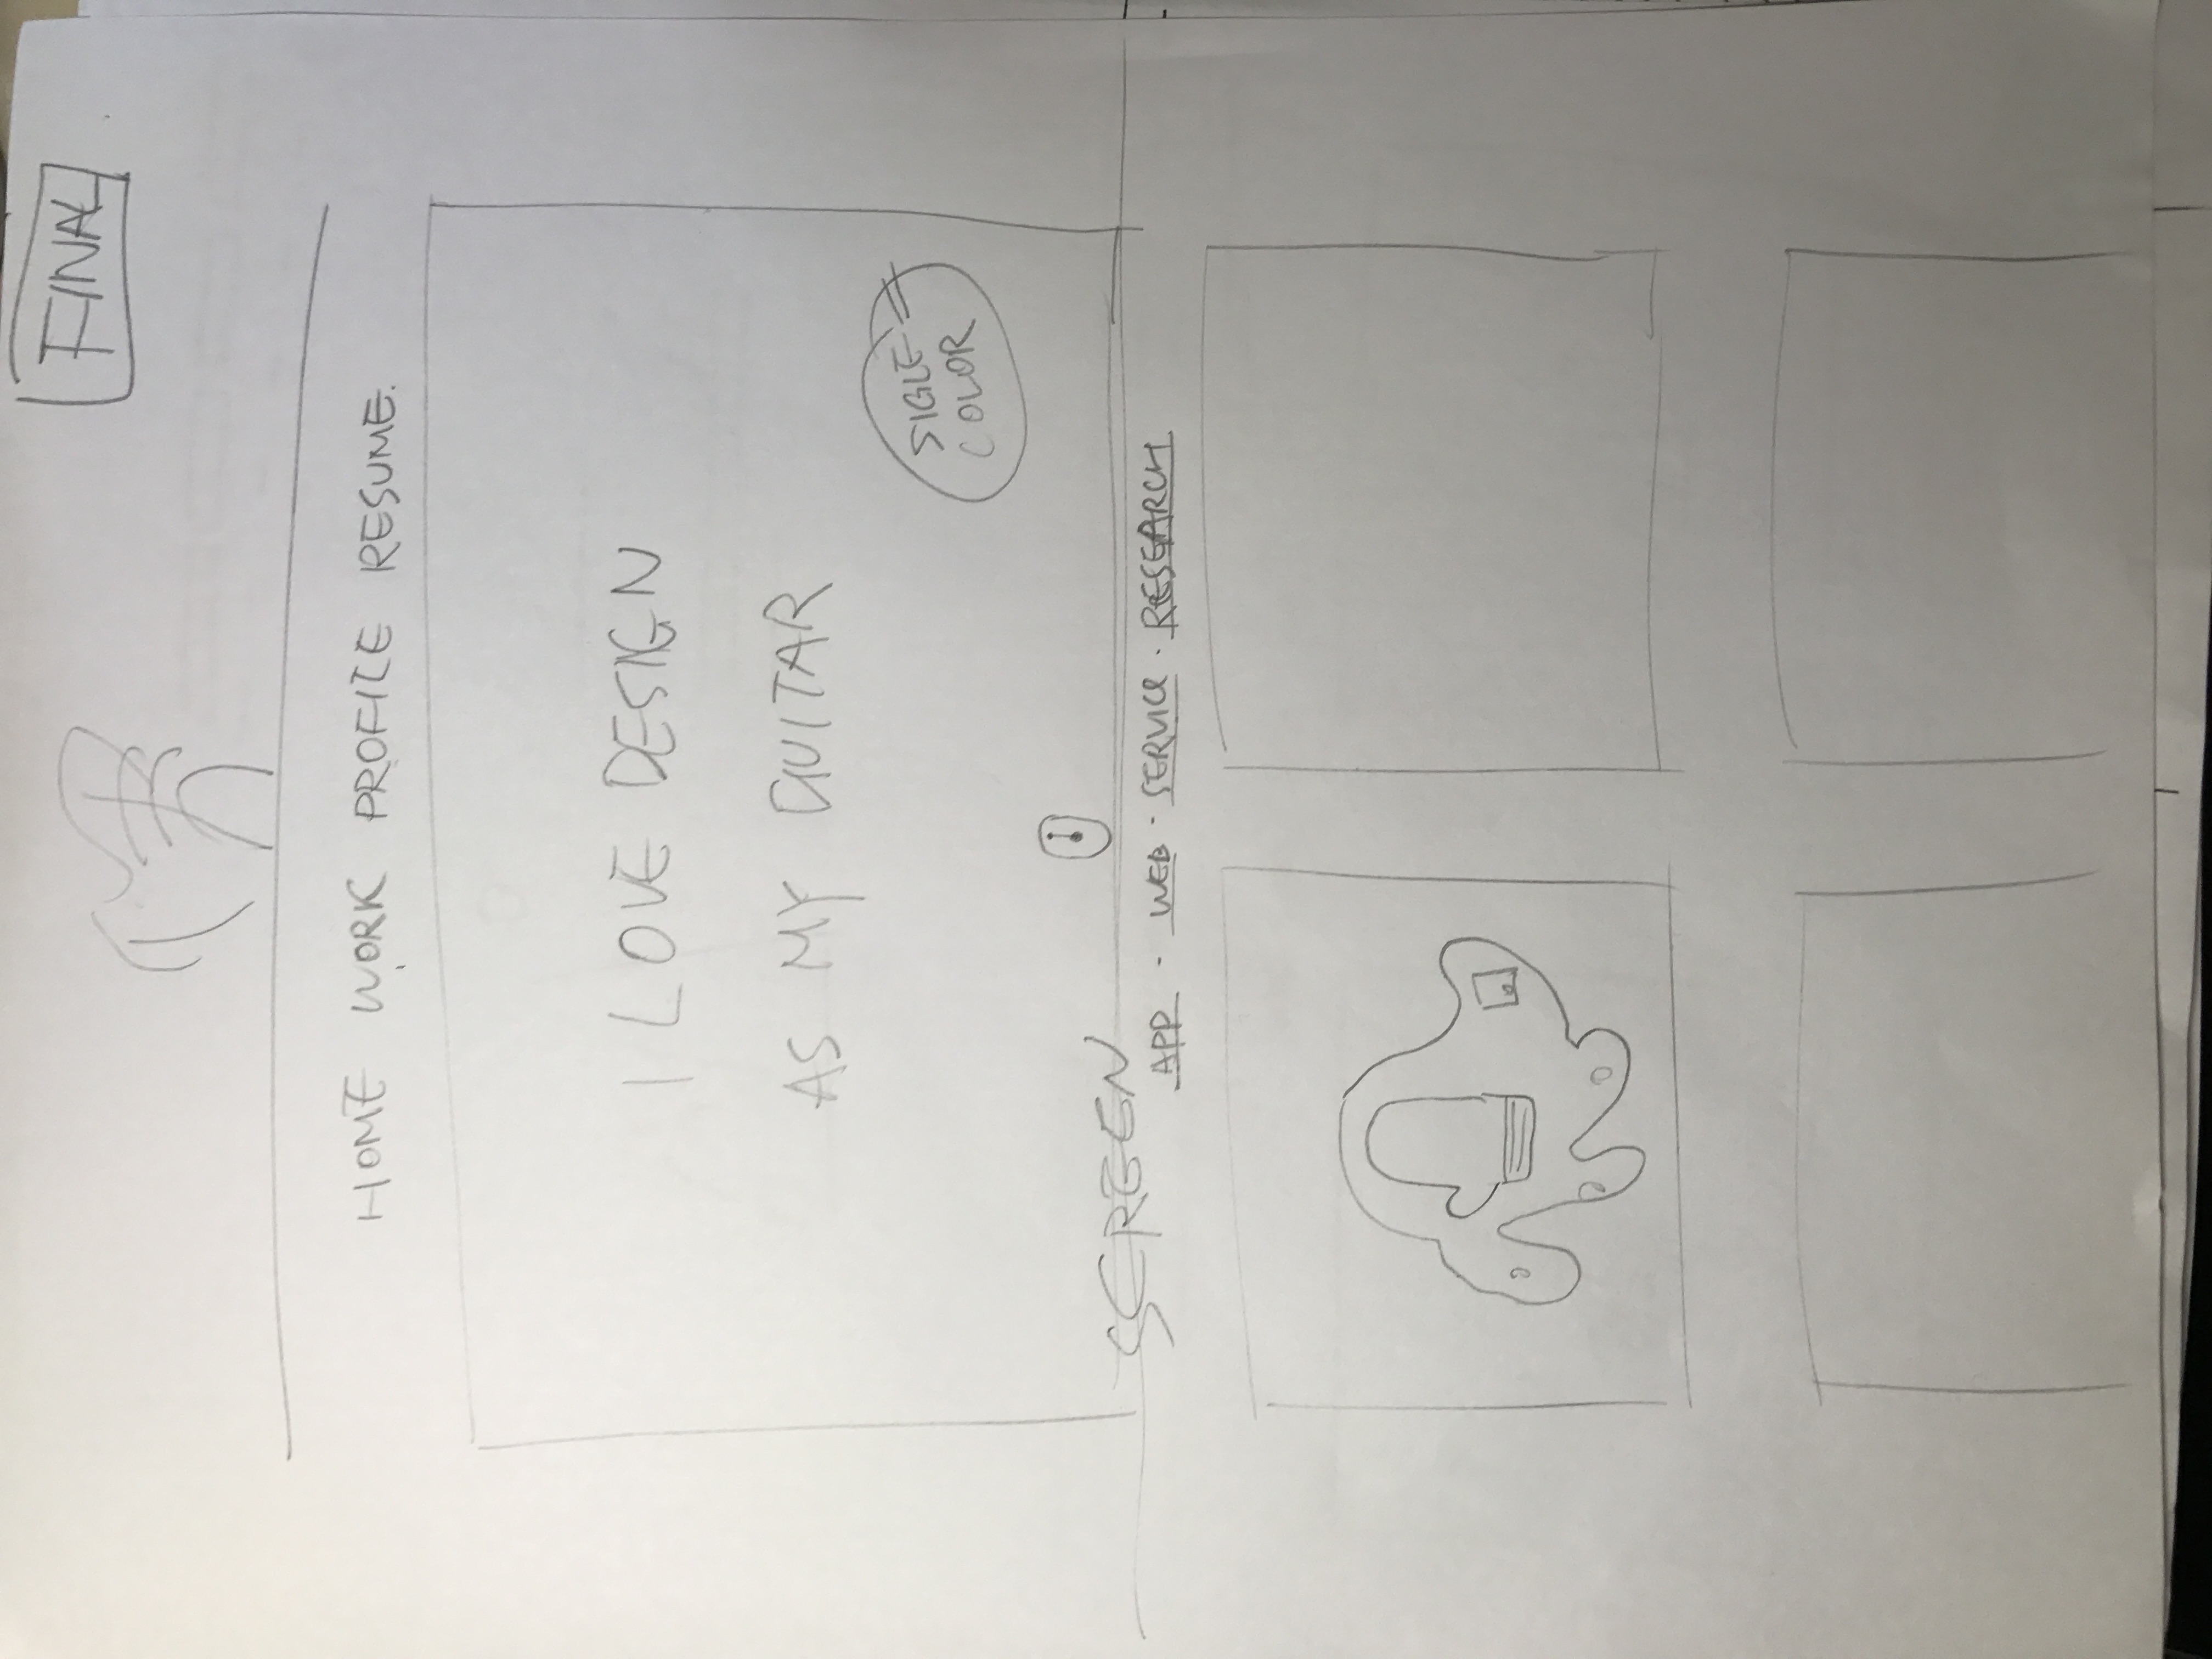 FINAL
HOME WORK PROFILE RESUME.
I LOVE DESIGN
AS MY GUITAR
SIGLE
COLOR
SCREEN
APP · WEB · SERVICE · RESEARCH